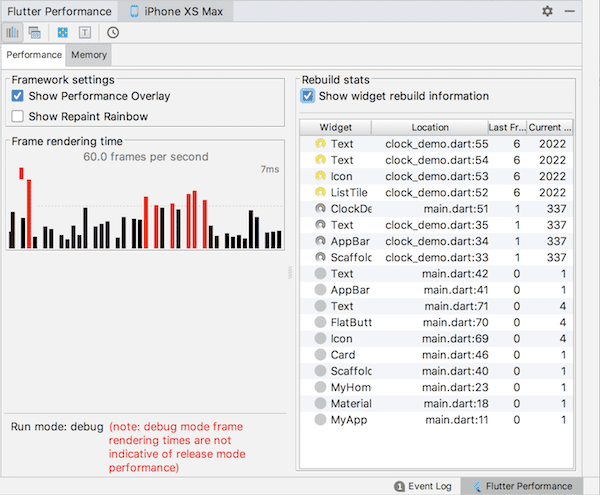 Flutter Performance
iPhone XS Max
Performance
Memory
Framework settings
Show Performance Overlay
Show Repaint Rainbow
Frame rendering time
60.0 frames per second
7ms
Run mode: debug
(note: debug mode frame
rendering times are not
indicative of release mode
performance)
Rebuild stats
Show widget rebuild information
Widget Location Last Fr... Current ...
Text clock_demo.dart:55 6 2022
Text clock_demo.dart:54 6 2022
Icon clock_demo.dart:53 6 2022
ListTile clock_demo.dart:52 6 2022
ClockDe main.dart:51 1 337
Text clock_demo.dart:35 1 337
AppBar clock_demo.dart:34 1 337
Scaffold clock_demo.dart:33 1 337
Text main.dart:42 0 1
AppBar main.dart:41 0 1
Text main.dart:71 0 4
FlatButt main.dart:70 0 4
Icon main.dart:69 0 4
Card main.dart:46 0 1
Scaffold main.dart:40 0 1
MyHom main.dart:23 0 1
Material main.dart:18 0 1
MyApp main.dart:11 0 1
1 Event Log
Flutter Performance